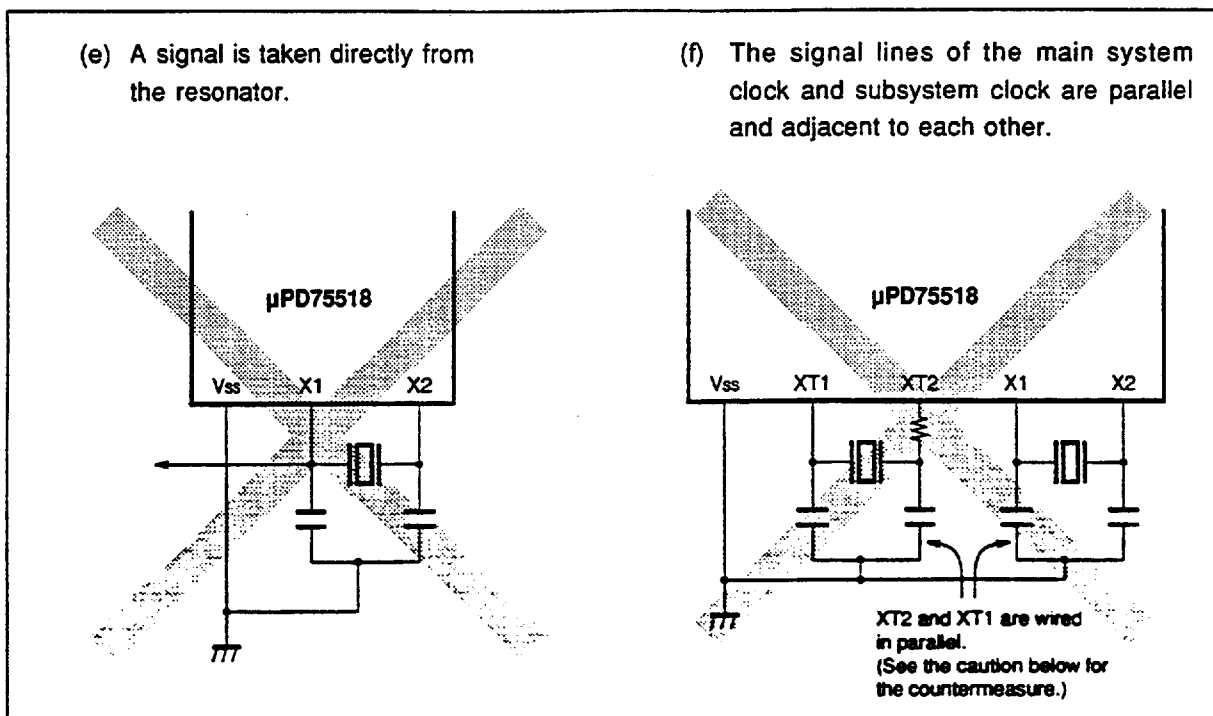 (e) A signal is taken directly from
the resonator.
(f) The signal lines of the main system
clock and subsystem clock are parallel
and adjacent to each other.
µPD75518
Vss X1 X2
µPD75518
Vss XT1 XT2 X1 X2
XT2 and XT1 are wired
in parallel.
(See the caution below for
the countermeasure.)